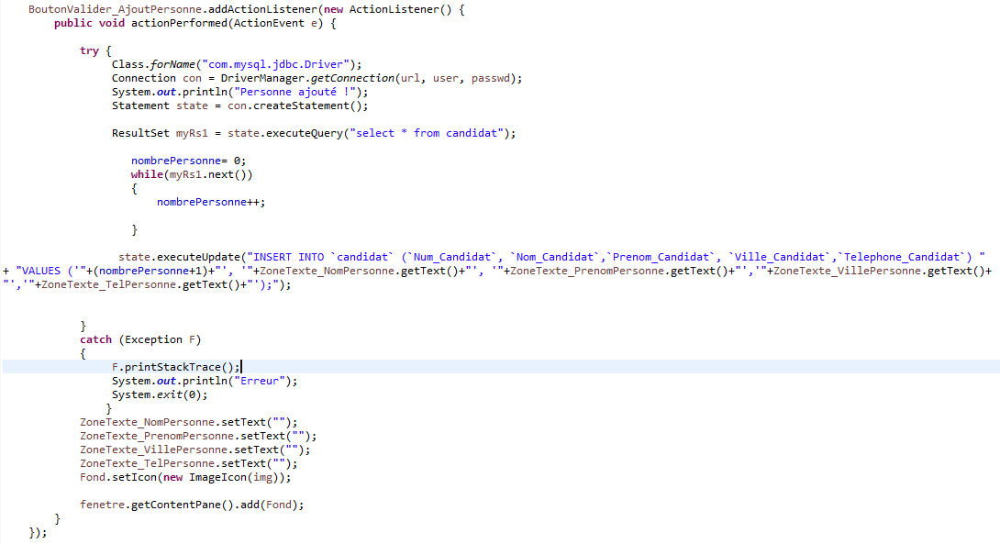 BoutonValider_AjoutPersonne.addActionListener(new ActionListener() {
public void actionPerformed(ActionEvent e) {
try {
Class.forName("com.mysql.jdbc.Driver");
Connection con = DriverManager.getConnection(url, user, passwd);
System.out.println("Personne ajouté !");
Statement state = con.createStatement();
ResultSet myRs1 = state.executeQuery("select * from candidat");
nombrePersonne= 0;
while(myRs1.next())
{
nombrePersonne++;
}
state.executeUpdate("INSERT INTO `candidat` (`Num_Candidat`, `Nom_Candidat`,`Prenom_Candidat`, `Ville_Candidat`,`Telephone_Candidat`) "
+ "VALUES ('"+(nombrePersonne+1)+"', '"+ZoneTexte_NomPersonne.getText()+"', '"+ZoneTexte_PrenomPersonne.getText()+"','"+ZoneTexte_VillePersonne.getText()+
"','"+ZoneTexte_TelPersonne.getText()+"');");
}
catch (Exception F)
{
F.printStackTrace();
System.out.println("Erreur");
System.exit(0);
}
ZoneTexte_NomPersonne.setText("");
ZoneTexte_PrenomPersonne.setText("");
ZoneTexte_VillePersonne.setText("");
ZoneTexte_TelPersonne.setText("");
Fond.setIcon(new ImageIcon(img));
fenetre.getContentPane().add(Fond);
}
});